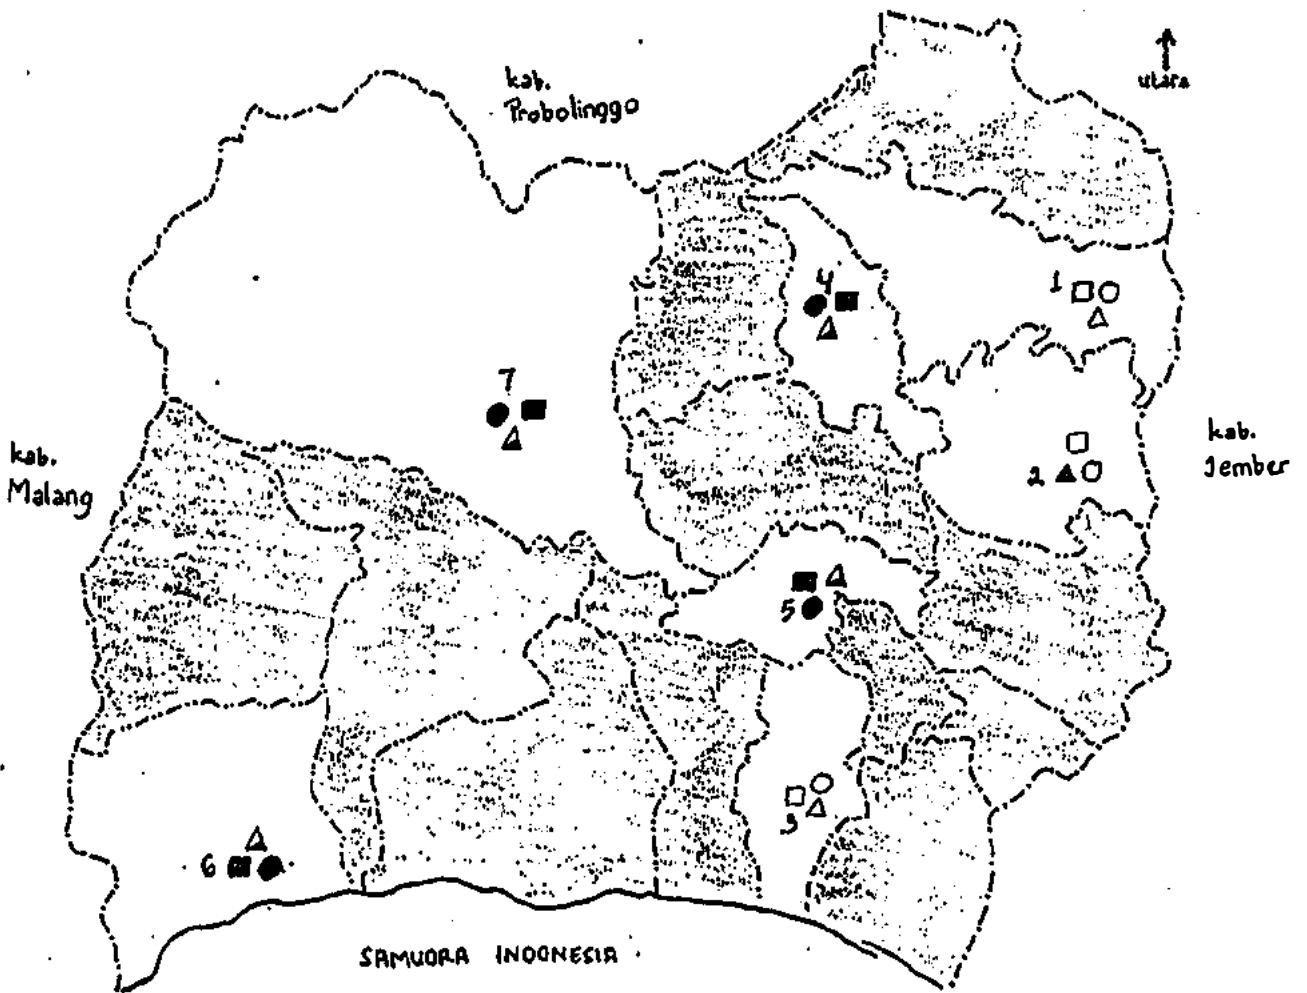 utara
kab.
Probolinggo
1
4
7
kab.
Malang
kab.
Jember
2
5
3
6
SAMUDRA INDONESIA